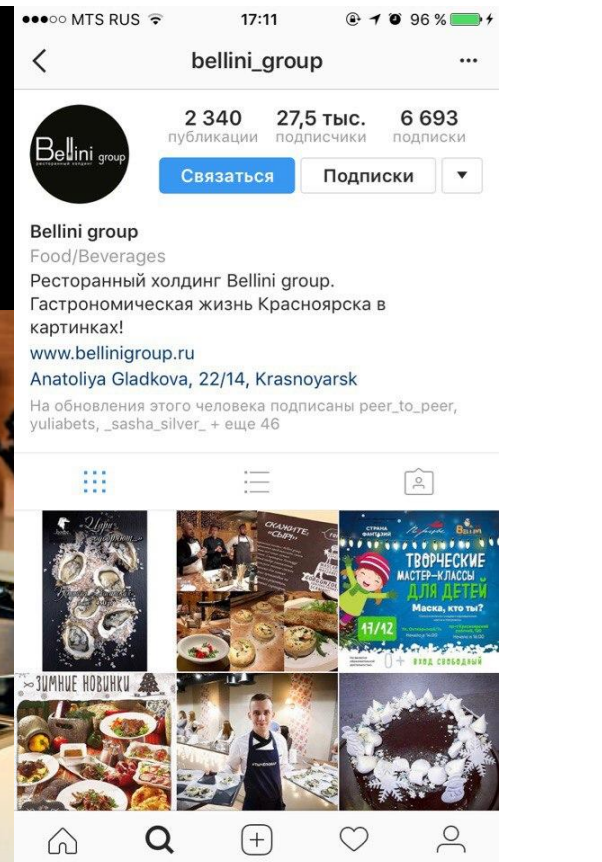 MTS RUS 17:11 96 %
bellini_group
Bellini group
ресторанный холдинг
2 340 27,5 тыс. 6 693
публикации подписчики подписки
Связаться Подписки
Bellini group
Food/Beverages
Ресторанный холдинг Bellini group.
Гастрономическая жизнь Красноярска в
картинках!
www.bellinigroup.ru
Anatoliya Gladkova, 22/14, Krasnoyarsk
На обновления этого человека подписаны peer_to_peer,
yuliabets, _sasha_silver_ + еще 46
СКАЖИТЕ,
«СЫР!»
СТРАНА
ФАНТАЗИЙ
ТВОРЧЕСКИЕ
МАСТЕР-КЛАССЫ
ДЛЯ ДЕТЕЙ
Маска, кто ты?
17/12
0+ ВХОД СВОБОДНЫЙ
ЗИМНИЕ НОВИНКИ